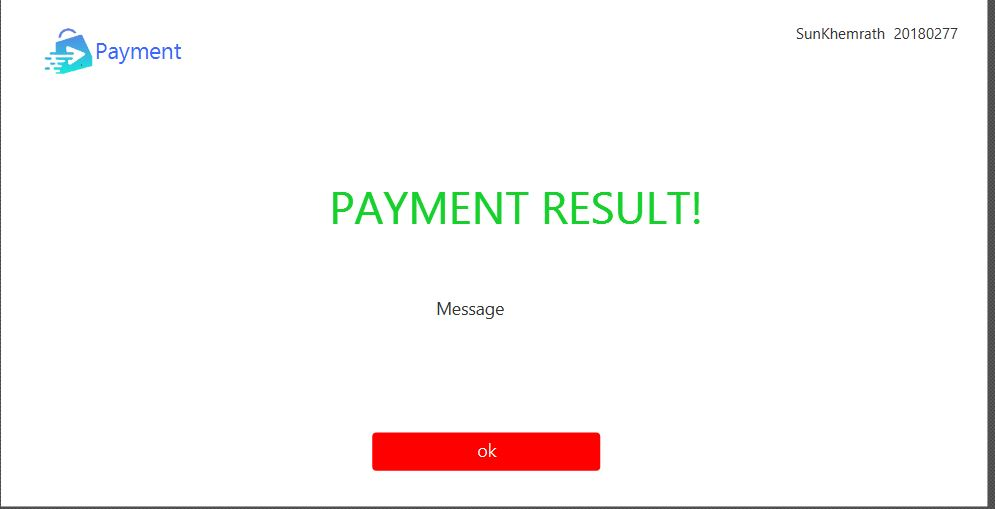 Payment
SunKhemrath 20180277
PAYMENT RESULT!
Message
ok